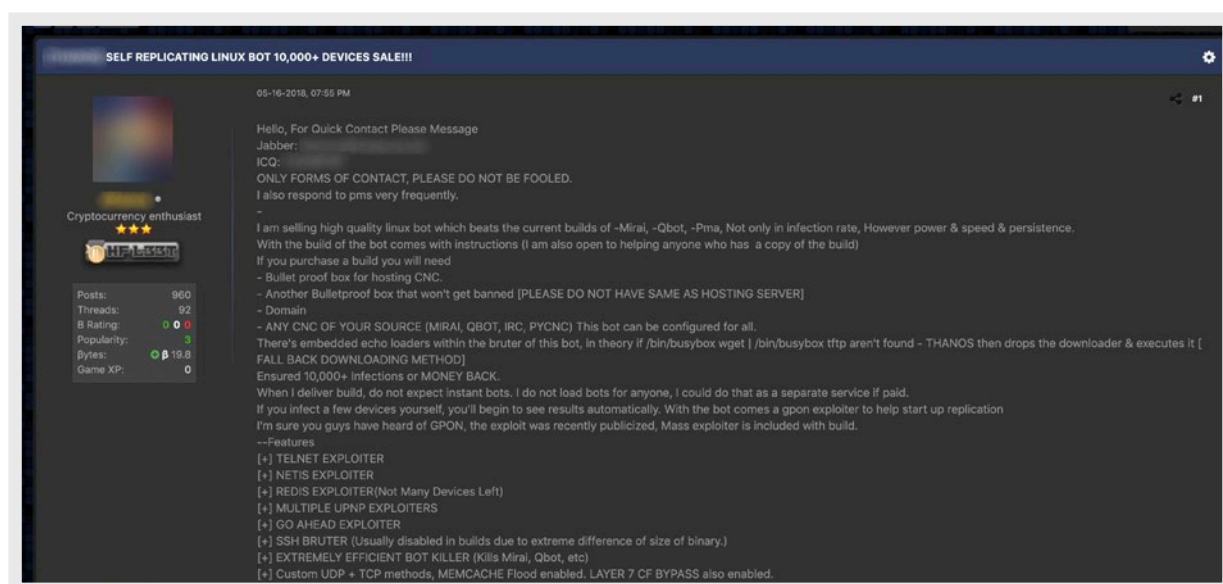 SELF REPLICATING LINUX BOT 10,000+ DEVICES SALE!!!
05-16-2018, 07:55 PM
#1
Hello, For Quick Contact Please Message
Jabber:
ICQ:
ONLY FORMS OF CONTACT, PLEASE DO NOT BE FOOLED.
I also respond to pms very frequently.
-
I am selling high quality linux bot which beats the current builds of -Mirai, -Qbot, -Pma, Not only in infection rate, However power & speed & persistence.
With the build of the bot comes with instructions (I am also open to helping anyone who has a copy of the build)
If you purchase a build you will need
- Bullet proof box for hosting CNC.
- Another Bulletproof box that won't get banned [PLEASE DO NOT HAVE SAME AS HOSTING SERVER]
- Domain
- ANY CNC OF YOUR SOURCE (MIRAI, QBOT, IRC, PYCNC) This bot can be configured for all.
There's embedded echo loaders within the bruter of this bot, in theory if /bin/busybox wget | /bin/busybox tftp aren't found - THANOS then drops the downloader & executes it [
FALL BACK DOWNLOADING METHOD]
Ensured 10,000+ Infections or MONEY BACK.
When I deliver build, do not expect instant bots. I do not load bots for anyone, I could do that as a separate service if paid.
If you infect a few devices yourself, you'll begin to see results automatically. With the bot comes a gpon exploiter to help start up replication
I'm sure you guys have heard of GPON, the exploit was recently publicized, Mass exploiter is included with build.
--Features
[+] TELNET EXPLOITER
[+] NETIS EXPLOITER
[+] REDIS EXPLOITER(Not Many Devices Left)
[+] MULTIPLE UPNP EXPLOITERS
[+] GO AHEAD EXPLOITER
[+] SSH BRUTER (Usually disabled in builds due to extreme difference of size of binary.)
[+] EXTREMELY EFFICIENT BOT KILLER (Kills Mirai, Qbot, etc)
[+] Custom UDP + TCP methods, MEMCACHE Flood enabled. LAYER 7 CF BYPASS also enabled.
Cryptocurrency enthusiast
Posts: 960
Threads: 92
B Rating: 0 0 0
Popularity: 3
βytes: β 19.8
Game XP: 0